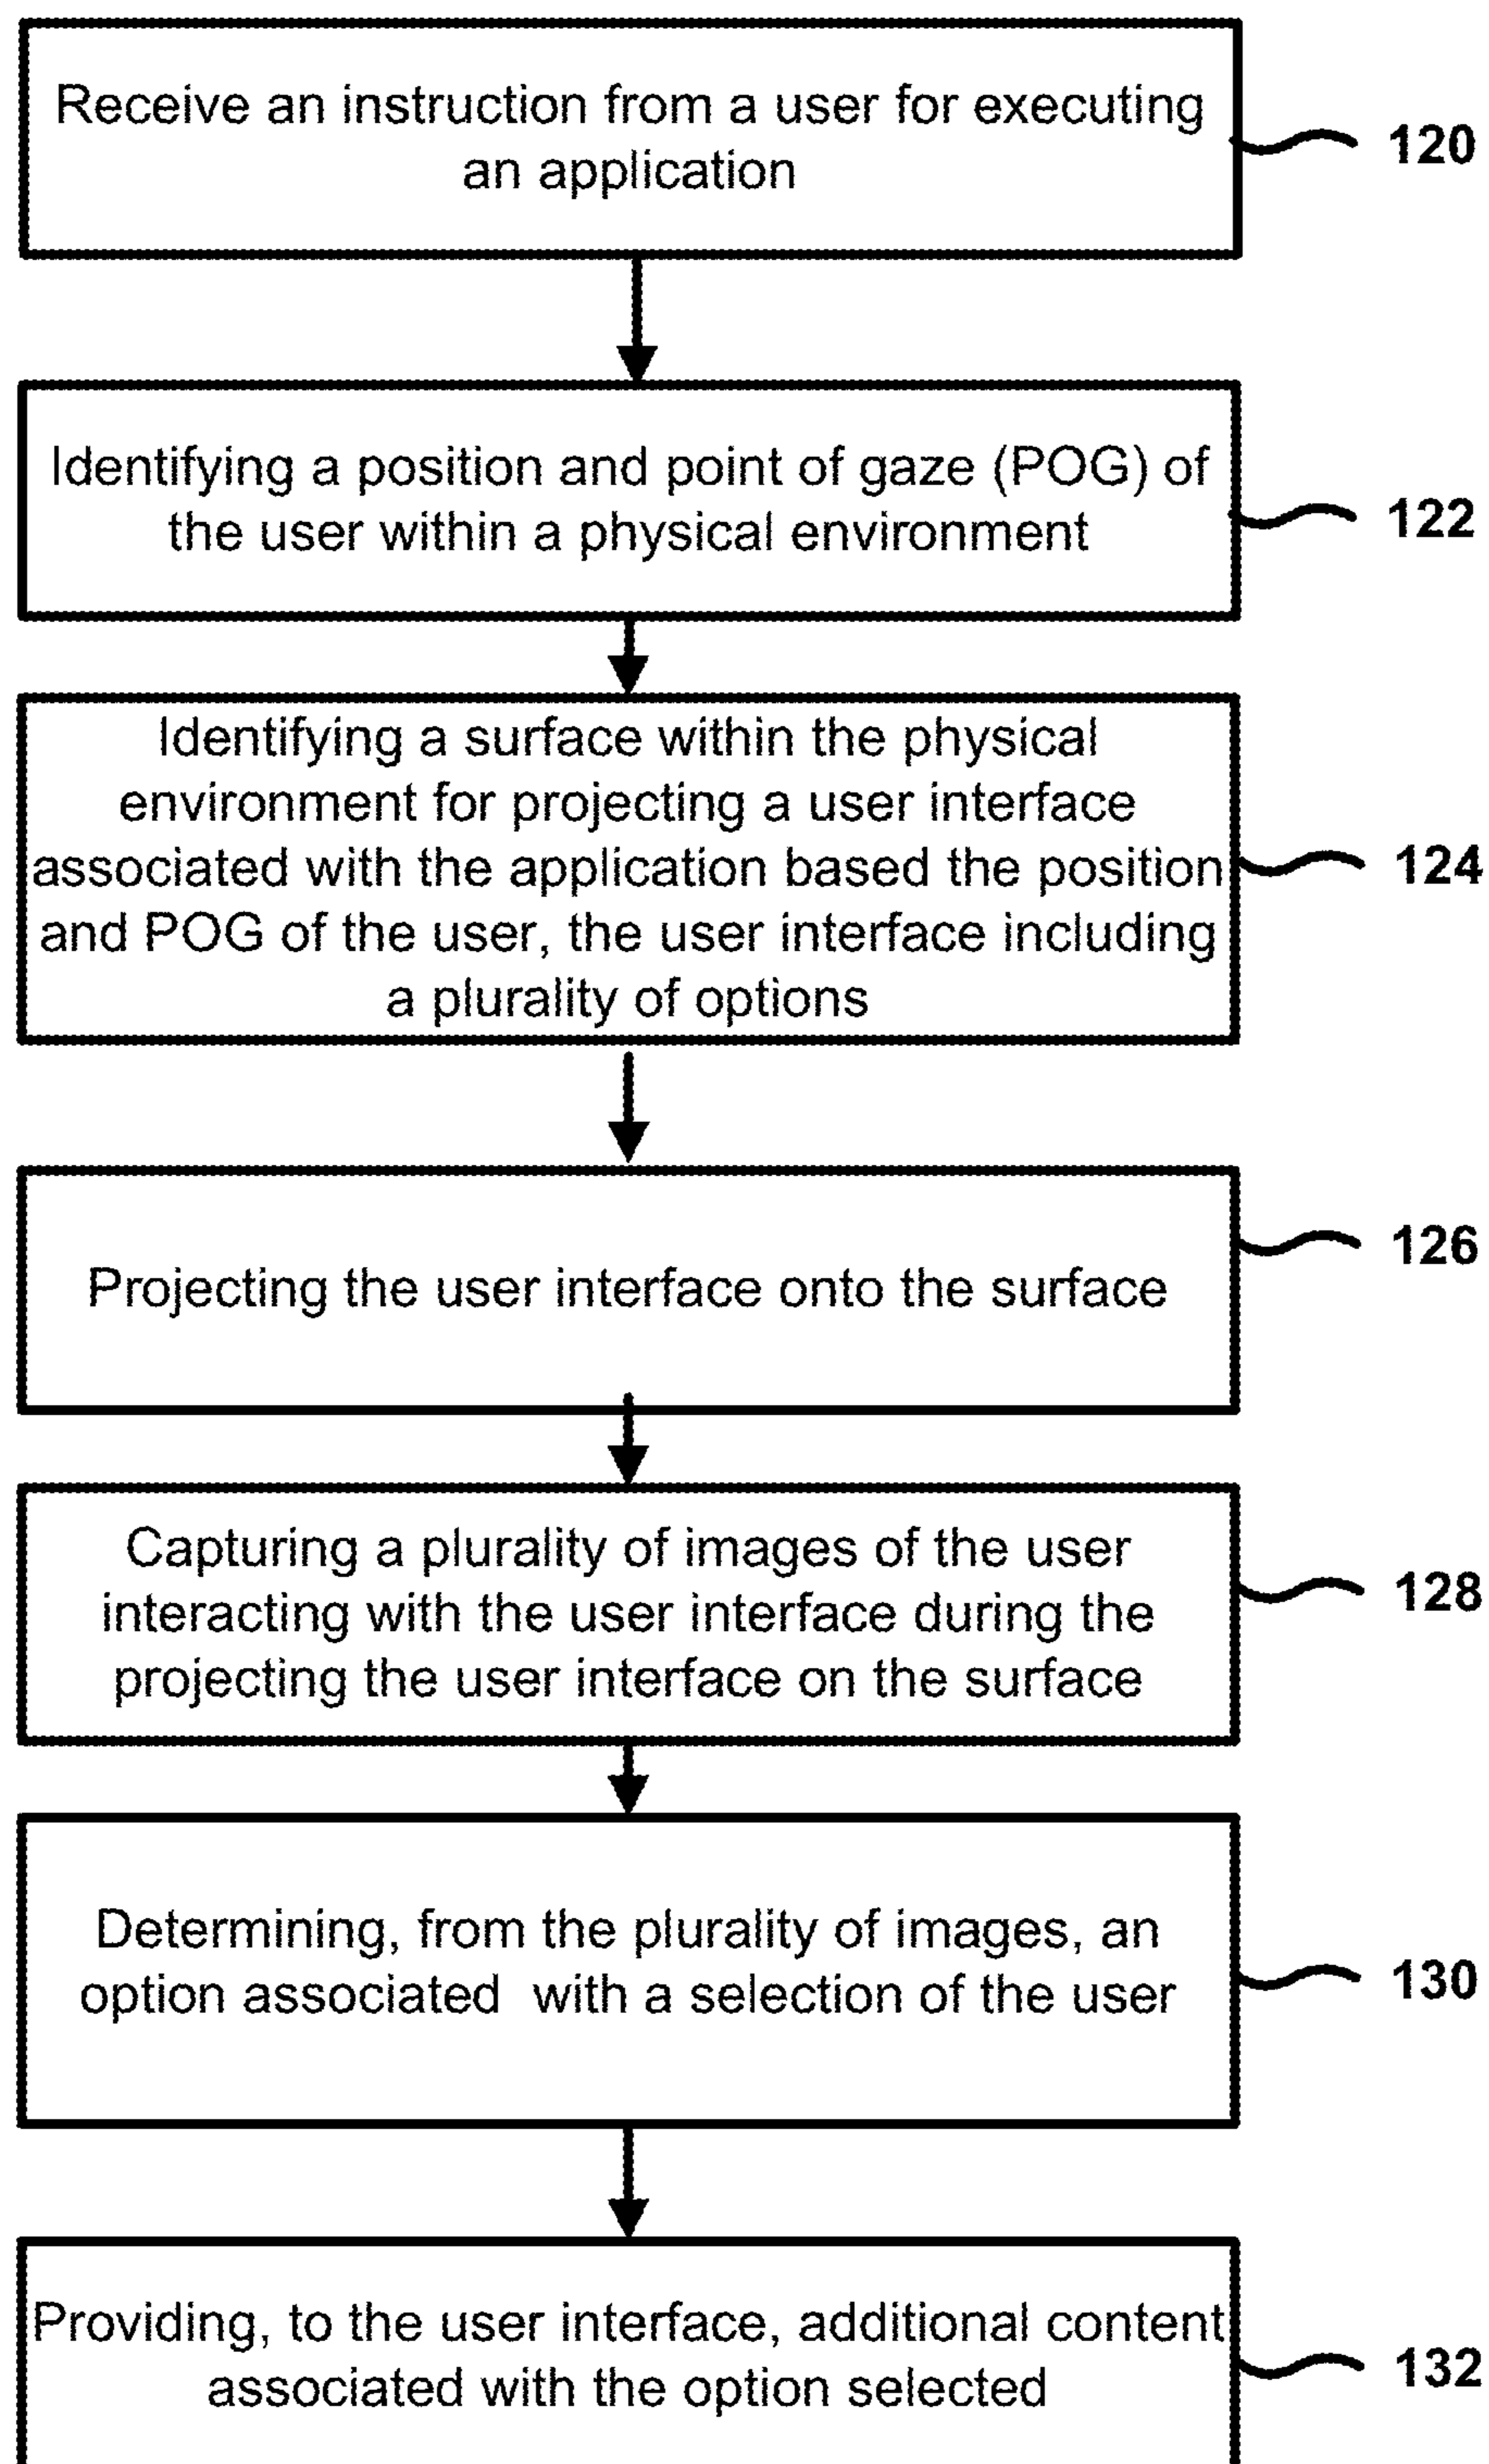 Receive an instruction from a user for executing
an application
120
Identifying a position and point of gaze (POG) of
the user within a physical environment
122
Identifying a surface within the physical
environment for projecting a user interface
associated with the application based the position
and POG of the user, the user interface including
a plurality of options
124
Projecting the user interface onto the surface
126
Capturing a plurality of images of the user
interacting with the user interface during the
projecting the user interface on the surface
128
Determining, from the plurality of images, an
option associated  with a selection of the user
130
Providing, to the user interface, additional content
associated with the option selected
132